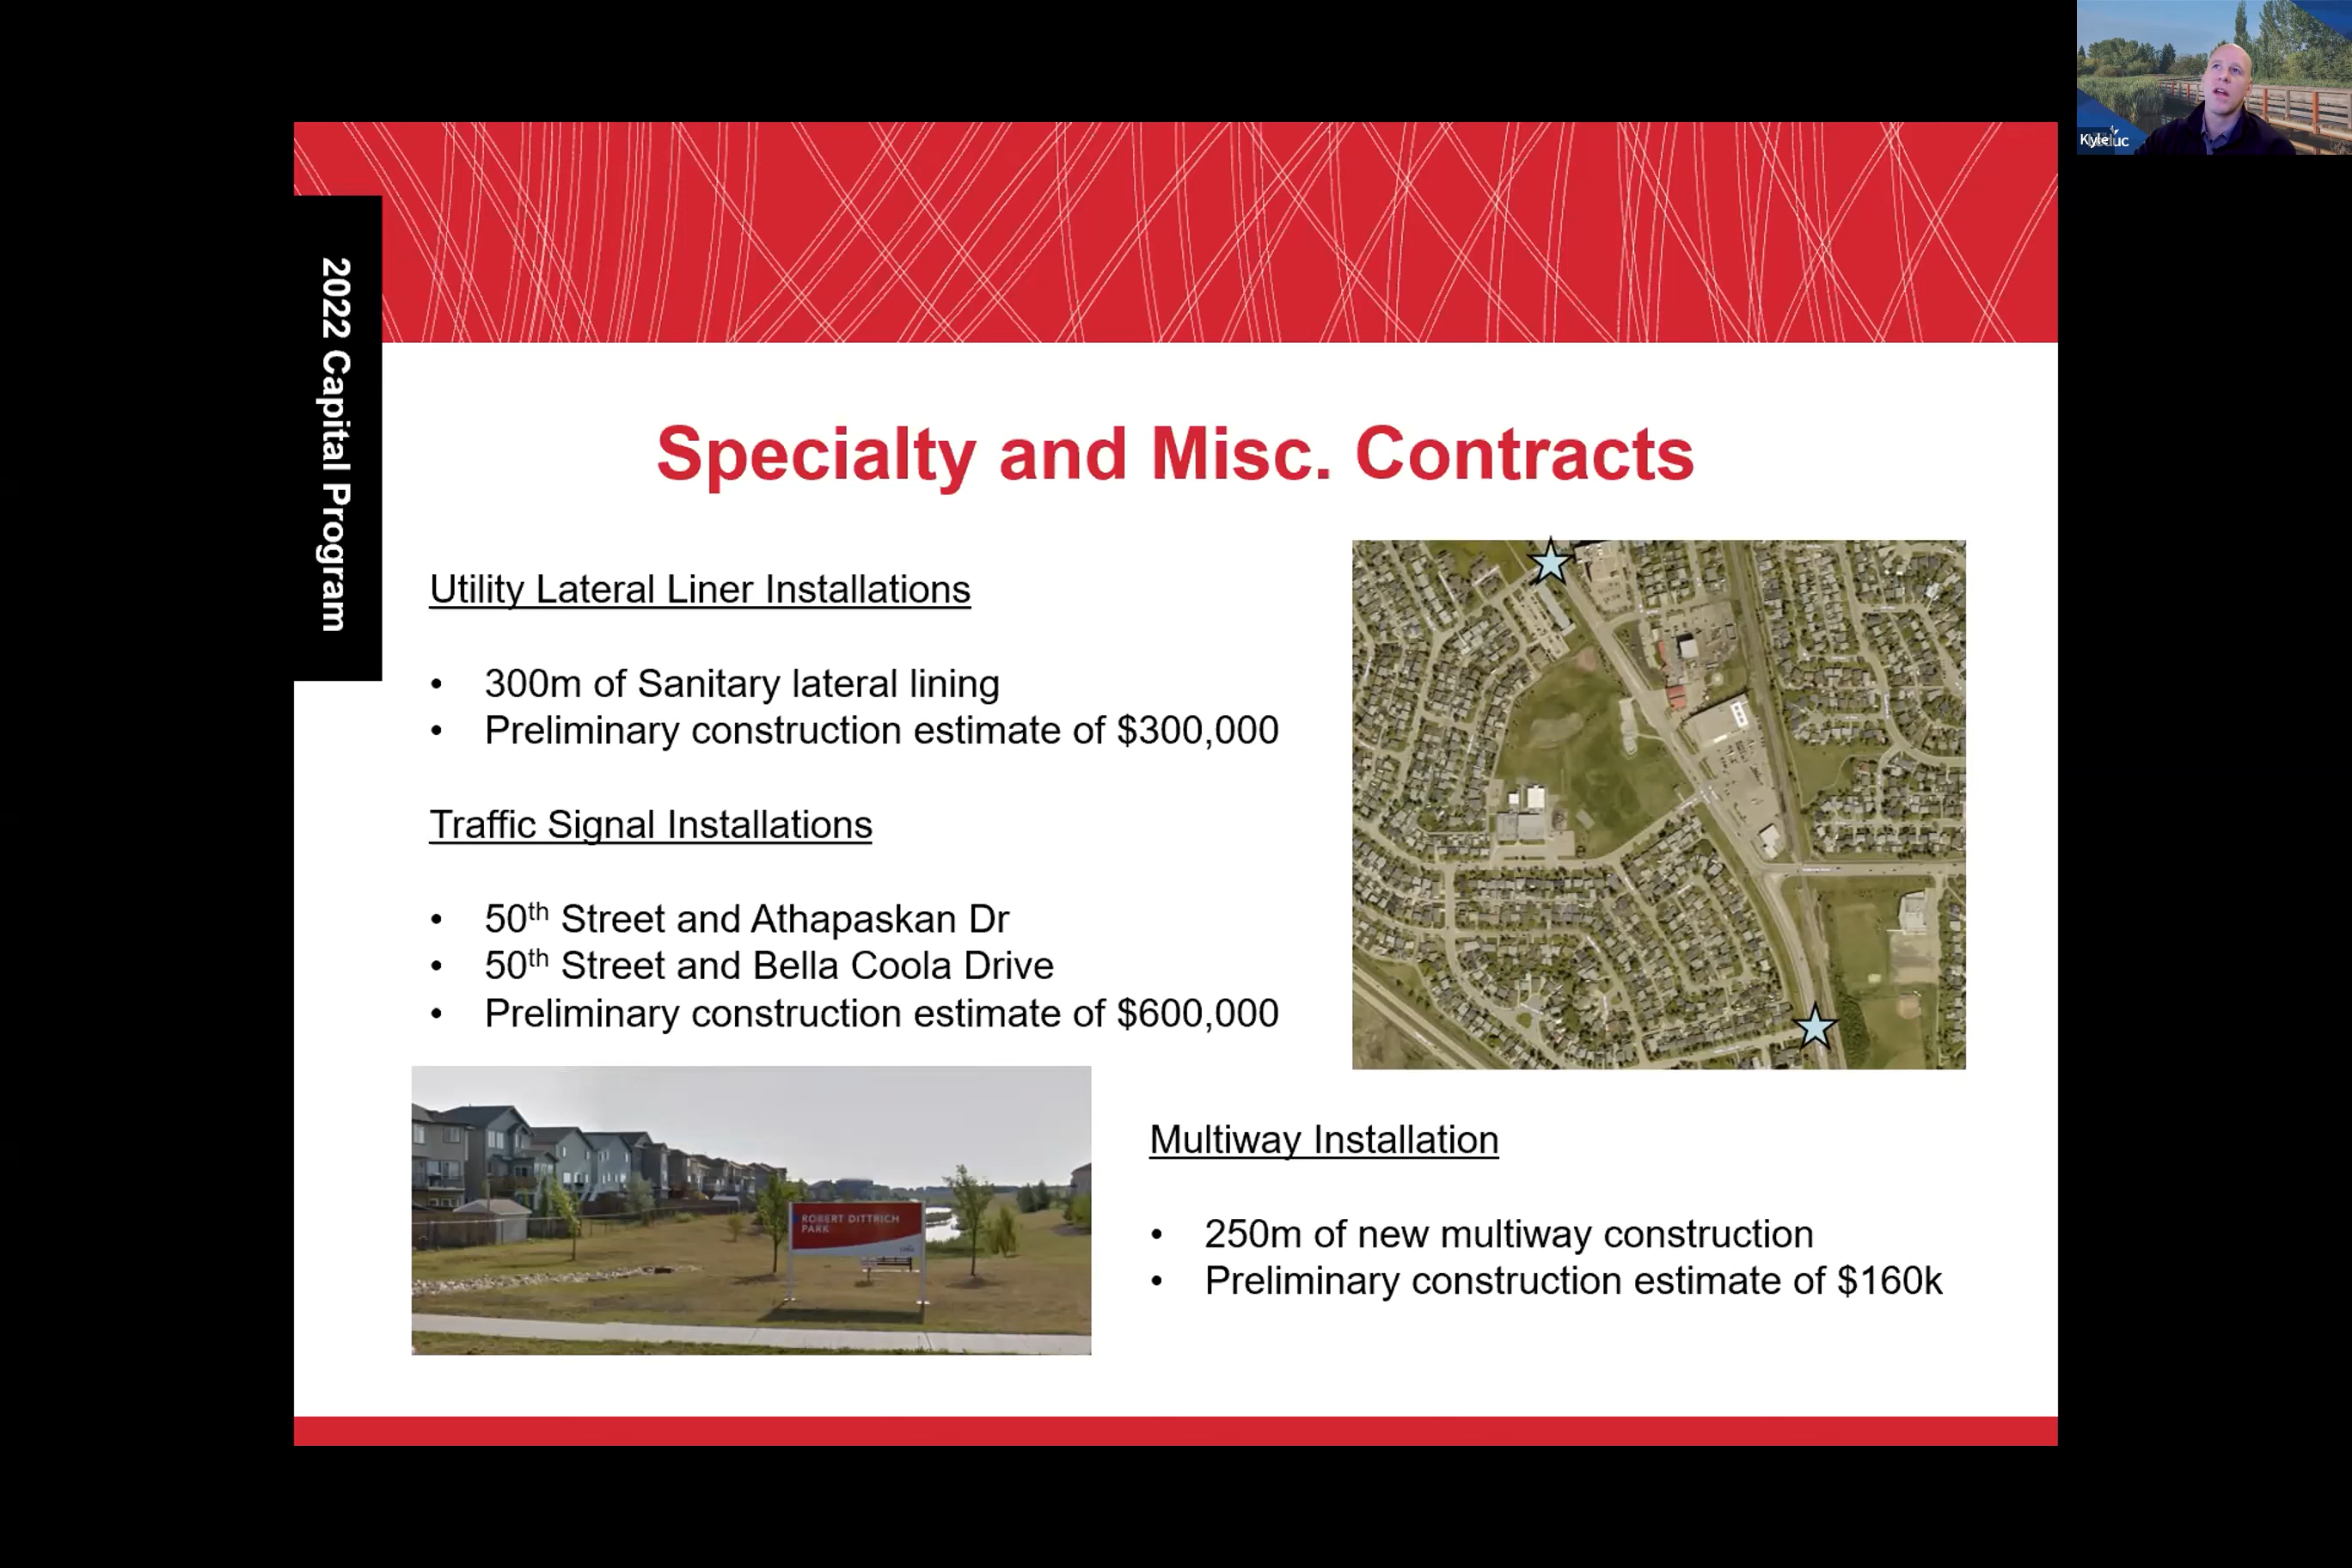 2022 Capital Program
Specialty and Misc. Contracts
Utility Lateral Liner Installations
• 300m of Sanitary lateral lining
• Preliminary construction estimate of $300,000
Traffic Signal Installations
• 50th Street and Athapaskan Dr
• 50th Street and Bella Coola Drive
• Preliminary construction estimate of $600,000
ROBERT DITTRICH
PARK
Multiway Installation
• 250m of new multiway construction
• Preliminary construction estimate of $160k
Kyle